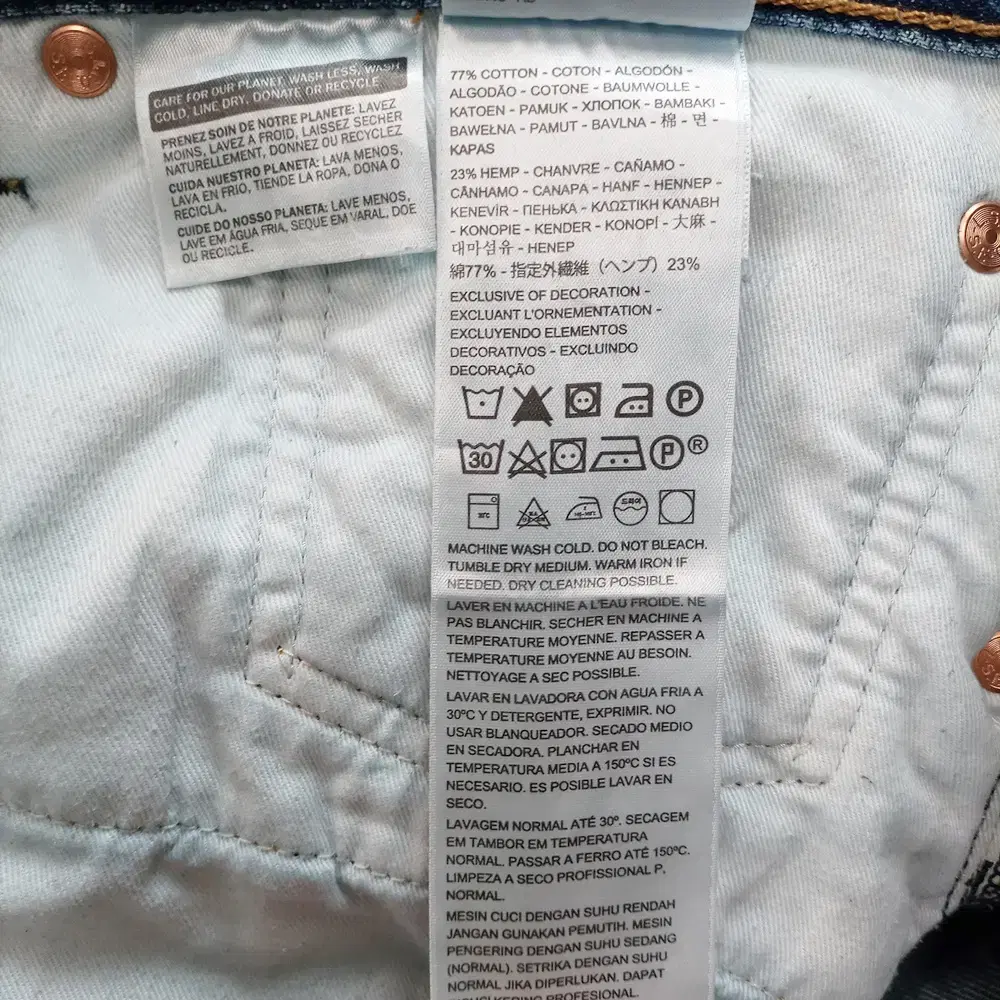 CARE FOR OUR PLANET. WASH LESS, WASH
COLD, LINE DRY, DONATE OR RECYCLE.
PRENEZ SOIN DE NOTRE PLANETE: LAVEZ
MOINS, LAVEZ A FROID, LAISSEZ SECHER
NATURELLEMENT, DONNEZ OU RECYCLEZ
CUIDA NUESTRO PLANETA: LAVA MENOS,
LAVA EN FRIO, TIENDE LA ROPA, DONA O
RECICLA.
CUIDE DO NOSSO PLANETA: LAVE MENOS,
LAVE EM AGUA FRIA, SEQUE EM VARAL, DOE
OU RECICLE.
77% COTTON - COTON - ALGODÓN -
ALGODÃO - COTONE - BAUMWOLLE -
KATOEN - PAMUK - ХЛОПОК - BAMBAKI -
BAWEŁNA - PAMUT - BAVLNA - 棉 - 면 -
KAPAS
23% HEMP - CHANVRE - CAÑAMO -
CÂNHAMO - CANAPA - HANF - HENNEP -
KENEVİR - ПЕНЬКА - ΚΛΩΣΤΙΚΗ ΚΑΝΑΒΗ
- KONOPIE - KENDER - KONOPÍ - 大麻 -
대마섬유 - HENEP
綿77% - 指定外繊維 (ヘンプ) 23%
EXCLUSIVE OF DECORATION -
EXCLUANT L'ORNEMENTATION -
EXCLUYENDO ELEMENTOS
DECORATIVOS - EXCLUINDO
DECORAÇÃO
P
30 P ®
드라이
MACHINE WASH COLD. DO NOT BLEACH.
TUMBLE DRY MEDIUM. WARM IRON IF
NEEDED. DRY CLEANING POSSIBLE.
LAVER EN MACHINE A L'EAU FROIDE. NE
PAS BLANCHIR. SECHER EN MACHINE A
TEMPERATURE MOYENNE. REPASSER A
TEMPERATURE MOYENNE AU BESOIN.
NETTOYAGE A SEC POSSIBLE.
LAVAR EN LAVADORA CON AGUA FRIA A
30ºC Y DETERGENTE, EXPRIMIR. NO
USAR BLANQUEADOR. SECADO MEDIO
EN SECADORA. PLANCHAR EN
TEMPERATURA MEDIA A 150ºC SI ES
NECESARIO. ES POSIBLE LAVAR EN
SECO.
LAVAGEM NORMAL ATÉ 30º. SECAGEM
EM TAMBOR EM TEMPERATURA
NORMAL. PASSAR A FERRO ATÉ 150ºC.
LIMPEZA A SECO PROFISSIONAL P,
NORMAL.
MESIN CUCI DENGAN SUHU RENDAH
JANGAN GUNAKAN PEMUTIH. MESIN
PENGERING DENGAN SUHU SEDANG
(NORMAL). SETRIKA DENGAN SUHU
NORMAL JIKA DIPERLUKAN. DAPAT
PROFESIONAL.